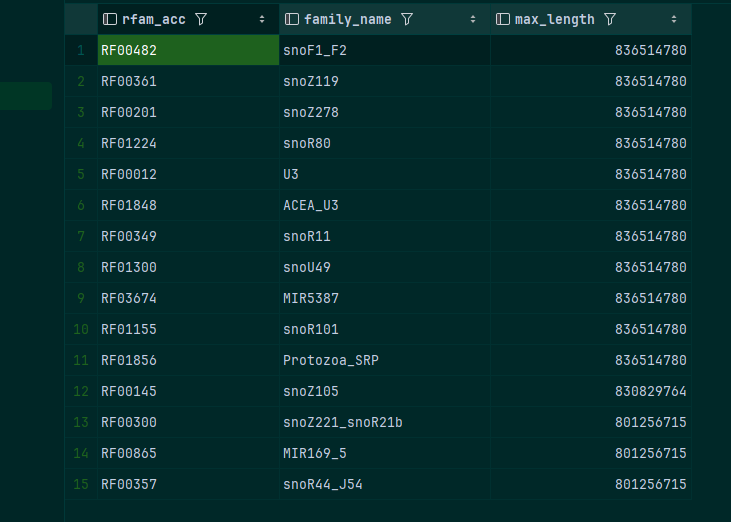 rfam_acc family_name max_length
1 RF00482 snoF1_F2 836514780
2 RF00361 snoZ119 836514780
3 RF00201 snoZ278 836514780
4 RF01224 snoR80 836514780
5 RF00012 U3 836514780
6 RF01848 ACEA_U3 836514780
7 RF00349 snoR11 836514780
8 RF01300 snoU49 836514780
9 RF03674 MIR5387 836514780
10 RF01155 snoR101 836514780
11 RF01856 Protozoa_SRP 836514780
12 RF00145 snoZ105 830829764
13 RF00300 snoZ221_snoR21b 801256715
14 RF00865 MIR169_5 801256715
15 RF00357 snoR44_J54 801256715